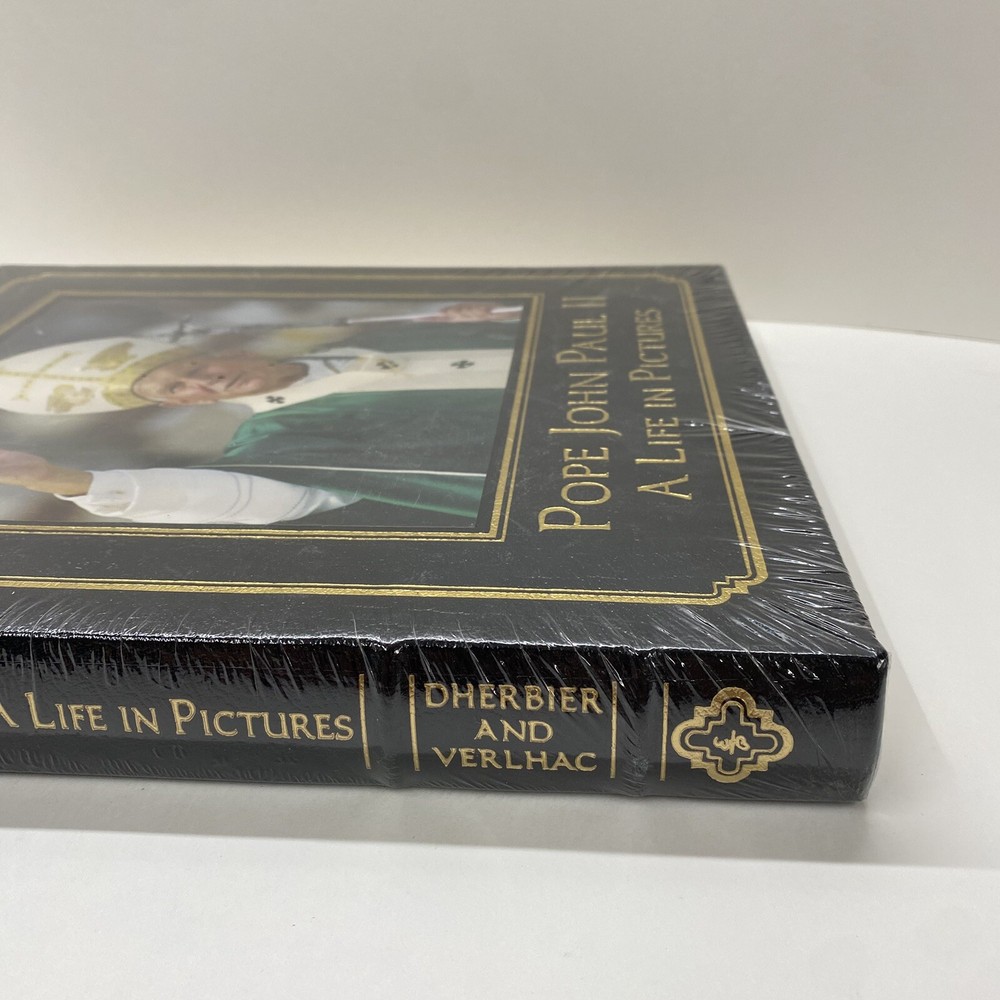 POPE JOHN PAUL II
A LIFE IN PICTURES
A LIFE IN PICTURES
DHERBIER
AND
VERLHAC